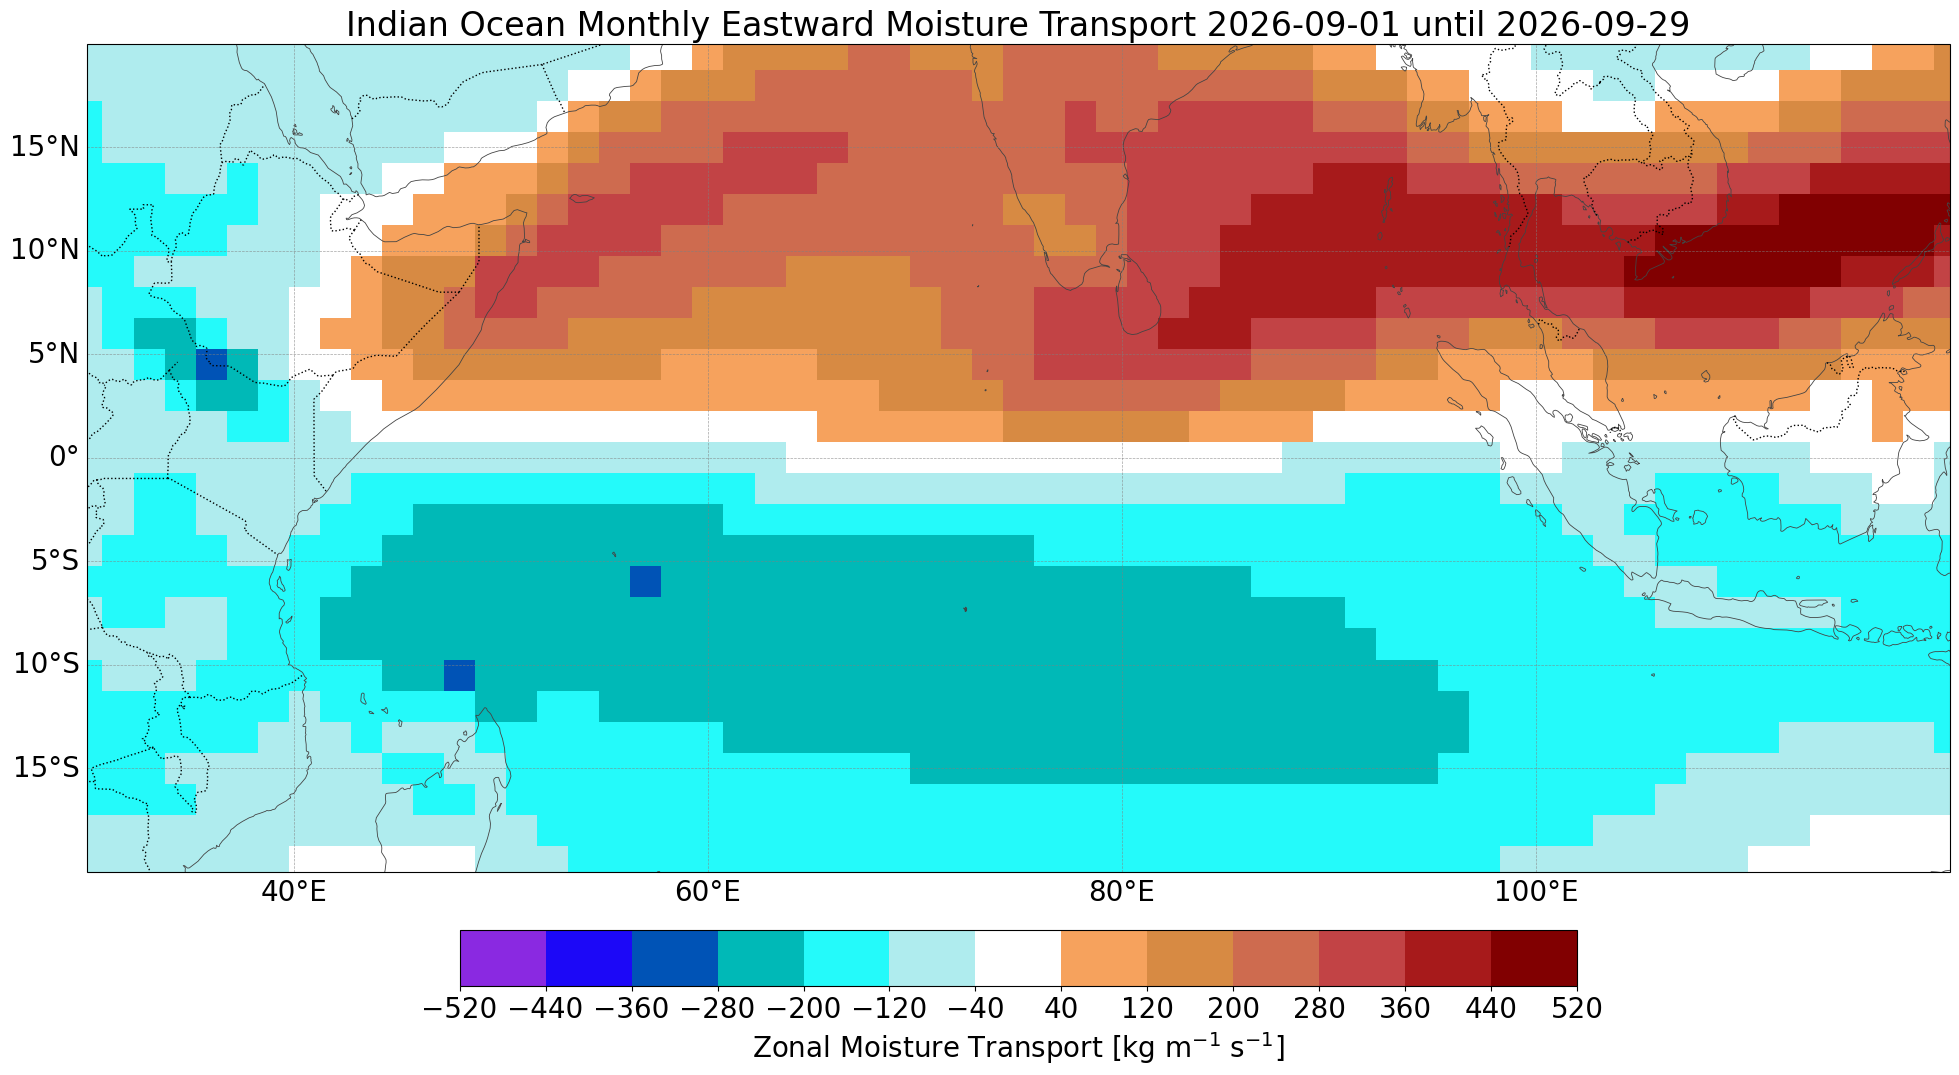 Indian Ocean Monthly Eastward Moisture Transport 2026-09-01 until 2026-09-29
15°N
10°N
5°N
0°
5°S
10°S
15°S
40°E 60°E 80°E 100°E
−520 −440 −360 −280 −200 −120 −40 40 120 200 280 360 440 520
Zonal Moisture Transport [kg m⁻¹ s⁻¹]